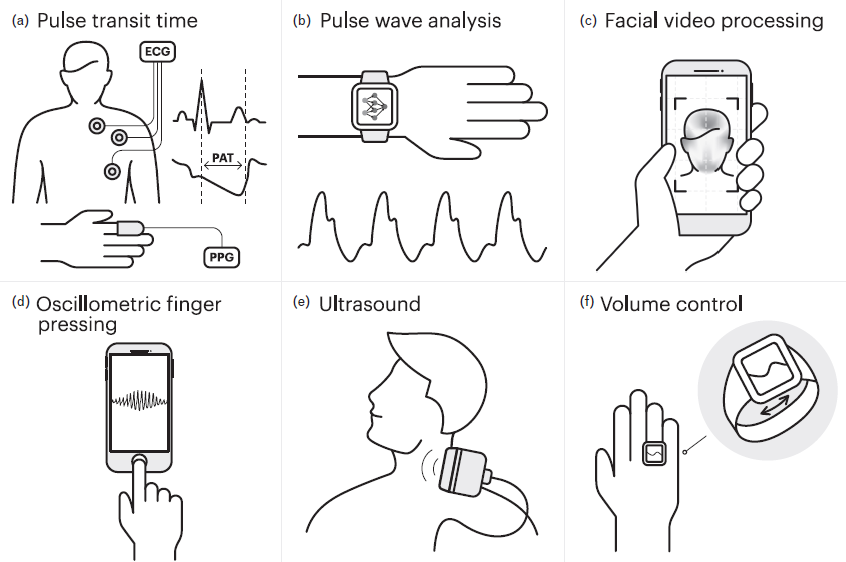 (a) Pulse transit time
ECG
PAT
PPG
(b) Pulse wave analysis
(c) Facial video processing
(d) Oscillometric finger
pressing
(e) Ultrasound
(f) Volume control